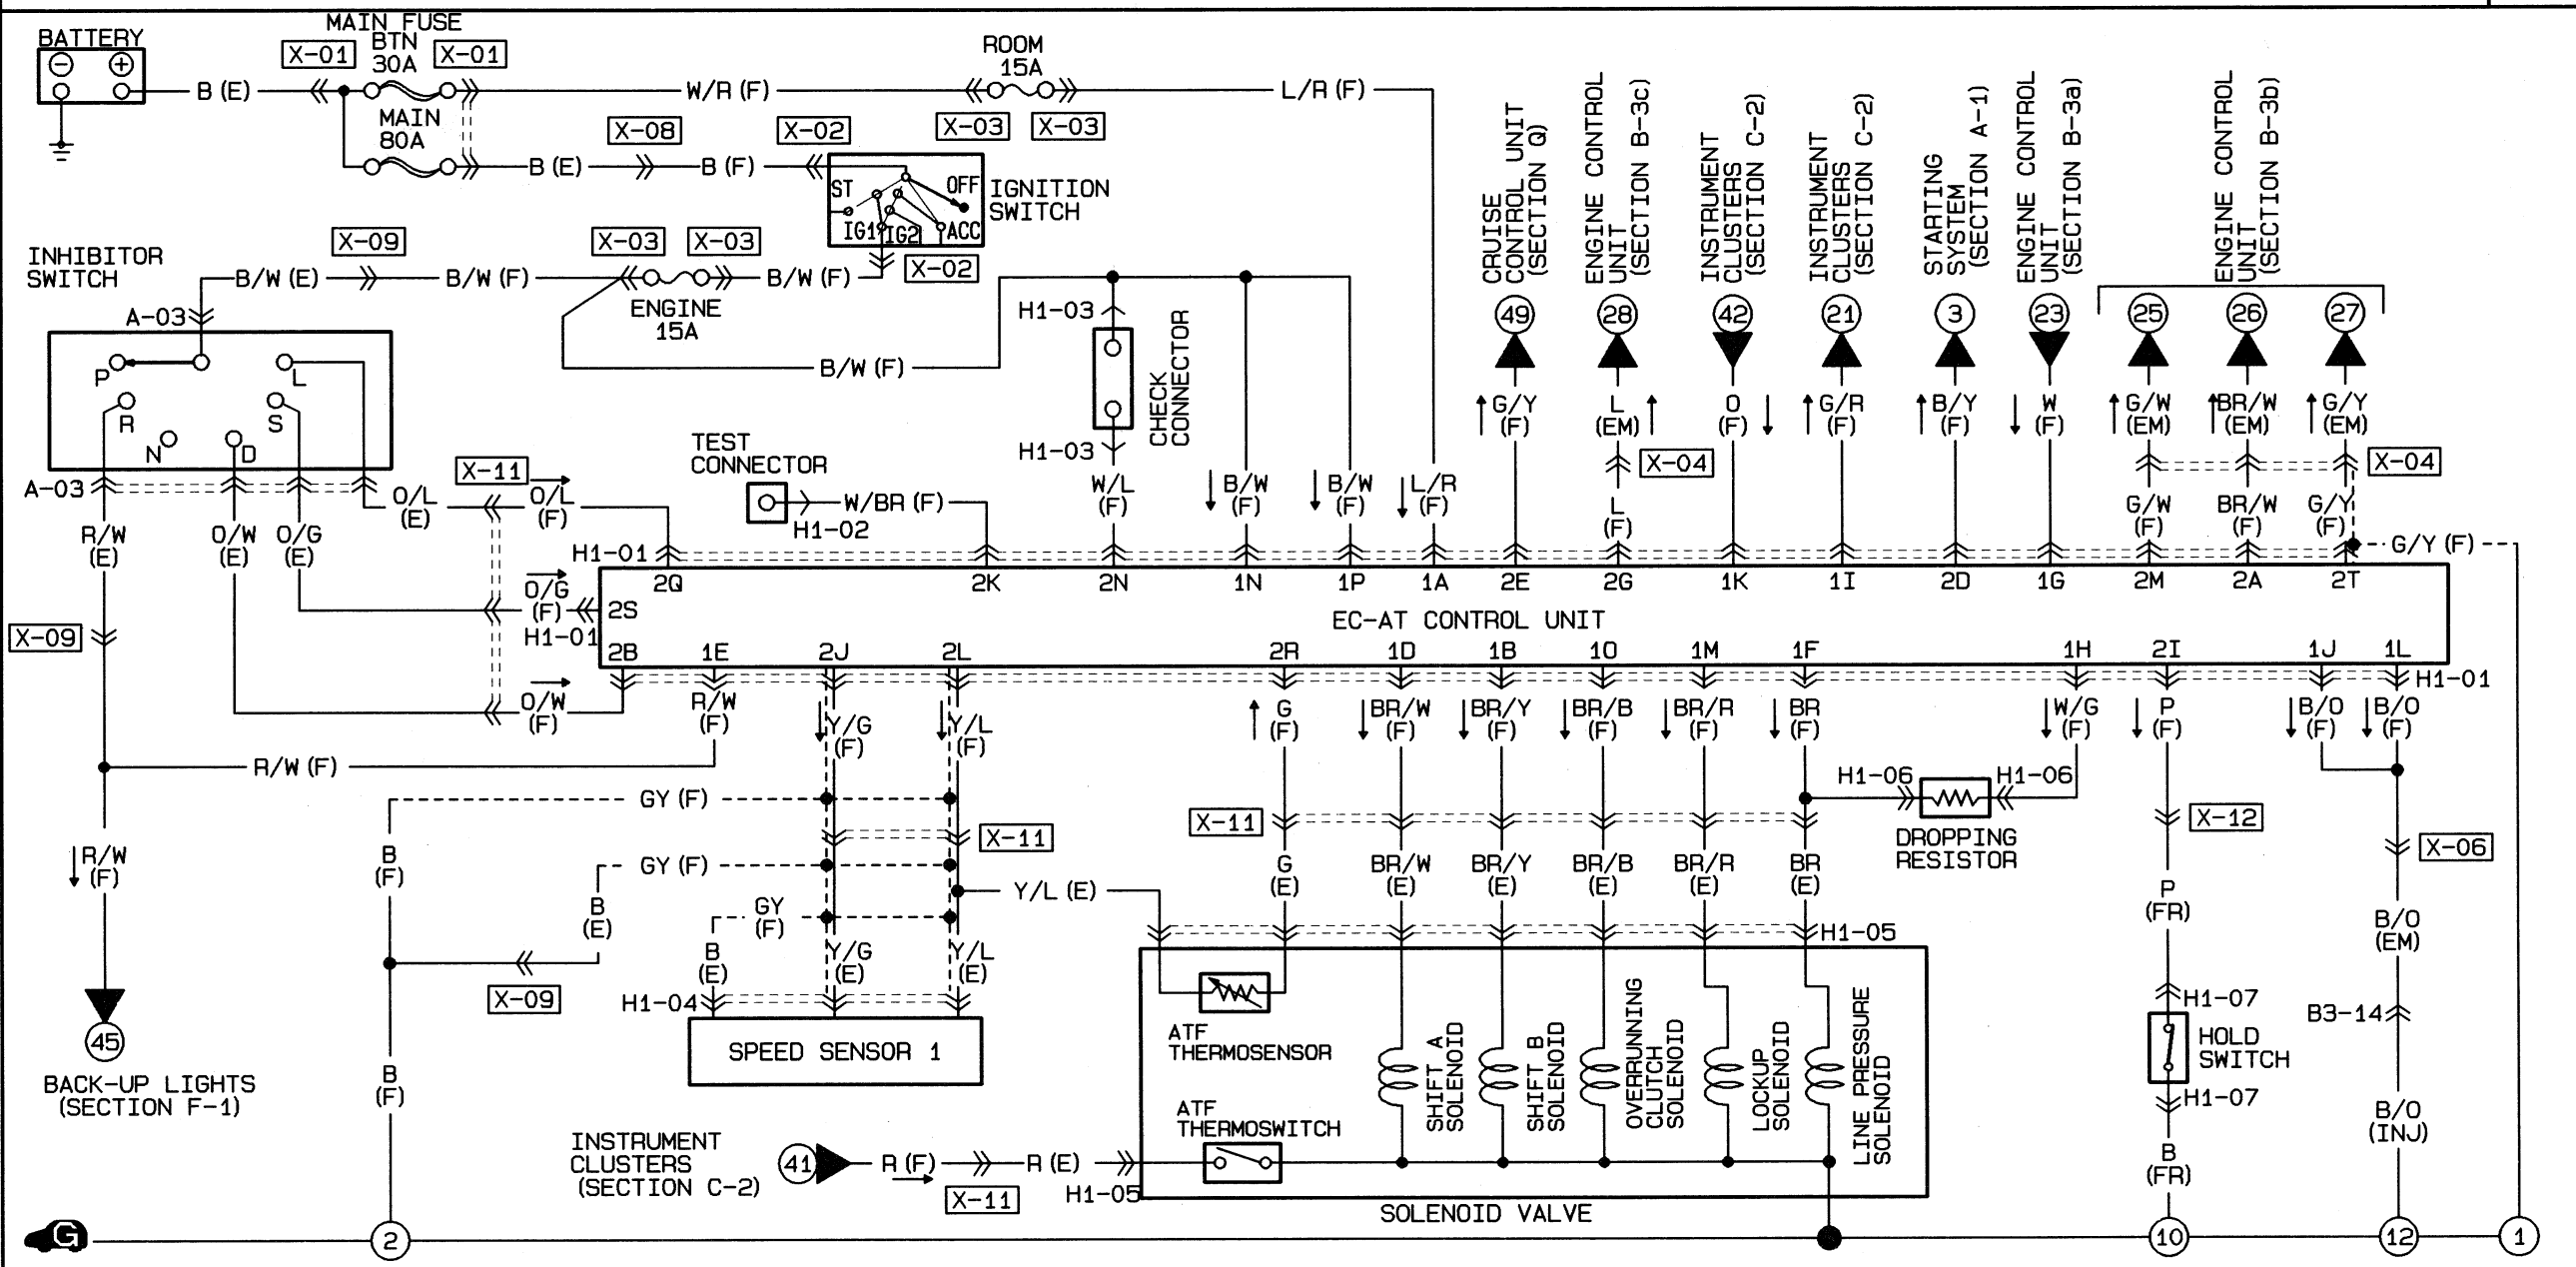 MAIN FUSE
BATTERY
X-01
BTN
30A
X-01
ROOM
15A
− +
B (E)
W/R (F)
L/R (F)
MAIN
80A
X-08
X-02
X-03
X-03
B (E)
B (F)
ST
OFF
IG1
IG2
ACC
IGNITION
SWITCH
X-02
INHIBITOR
SWITCH
X-09
X-03
X-03
B/W (E)
B/W (F)
B/W (F)
ENGINE
15A
B/W (F)
A-03
P
R
N
D
S
L
A-03
H1-03
CHECK
CONNECTOR
H1-03
CRUISE
CONTROL UNIT
(SECTION Q)
ENGINE CONTROL
UNIT
(SECTION B-3c)
INSTRUMENT
CLUSTERS
(SECTION C-2)
INSTRUMENT
CLUSTERS
(SECTION C-2)
STARTING
SYSTEM
(SECTION A-1)
ENGINE CONTROL
UNIT
(SECTION B-3a)
ENGINE CONTROL
UNIT
(SECTION B-3b)
49 28 42 21 3 23 25 26 27
G/Y
(F)
L
(EM)
O
(F)
G/R
(F)
B/Y
(F)
W
(F)
G/W
(EM)
BR/W
(EM)
G/Y
(EM)
X-04
X-04
TEST
CONNECTOR
W/BR (F)
H1-02
X-11
O/L
(E)
O/L
(F)
R/W
(E)
O/W
(E)
O/G
(E)
W/L
(F)
B/W
(F)
B/W
(F)
L/R
(F)
L
(F)
G/W
(F)
BR/W
(F)
G/Y
(F)
G/Y (F)
H1-01
2Q 2K 2N 1N 1P 1A 2E 2G 1K 1I 2D 1G 2M 2A 2T
O/G
(F)
2S
H1-01
EC-AT CONTROL UNIT
X-09
2B 1E 2J 2L 2R 1D 1B 1O 1M 1F 1H 2I 1J 1L
H1-01
O/W
(F)
R/W
(F)
Y/G
(F)
Y/L
(F)
G
(F)
BR/W
(F)
BR/Y
(F)
BR/B
(F)
BR/R
(F)
BR
(F)
W/G
(F)
P
(F)
B/O
(F)
B/O
(F)
R/W (F)
GY (F)
H1-06
H1-06
DROPPING
RESISTOR
X-11
X-11
X-12
X-06
R/W
(F)
B
(F)
GY (F)
G
(E)
BR/W
(E)
BR/Y
(E)
BR/B
(E)
BR/R
(E)
BR
(E)
Y/L (E)
B
(E)
GY
(F)
P
(FR)
B/O
(EM)
H1-05
B
(E)
Y/G
(E)
Y/L
(E)
X-09
H1-04
SPEED SENSOR 1
ATF
THERMOSENSOR
SHIFT A
SOLENOID
SHIFT B
SOLENOID
OVERRUNNING
CLUTCH
SOLENOID
LOCKUP
SOLENOID
LINE PRESSURE
SOLENOID
H1-07
HOLD
SWITCH
H1-07
B3-14
45
BACK-UP LIGHTS
(SECTION F-1)
B
(F)
ATF
THERMOSWITCH
INSTRUMENT
CLUSTERS
(SECTION C-2)
41
R (F)
R (E)
X-11
H1-05
B
(FR)
B/O
(INJ)
SOLENOID VALVE
G
2 10 12 1